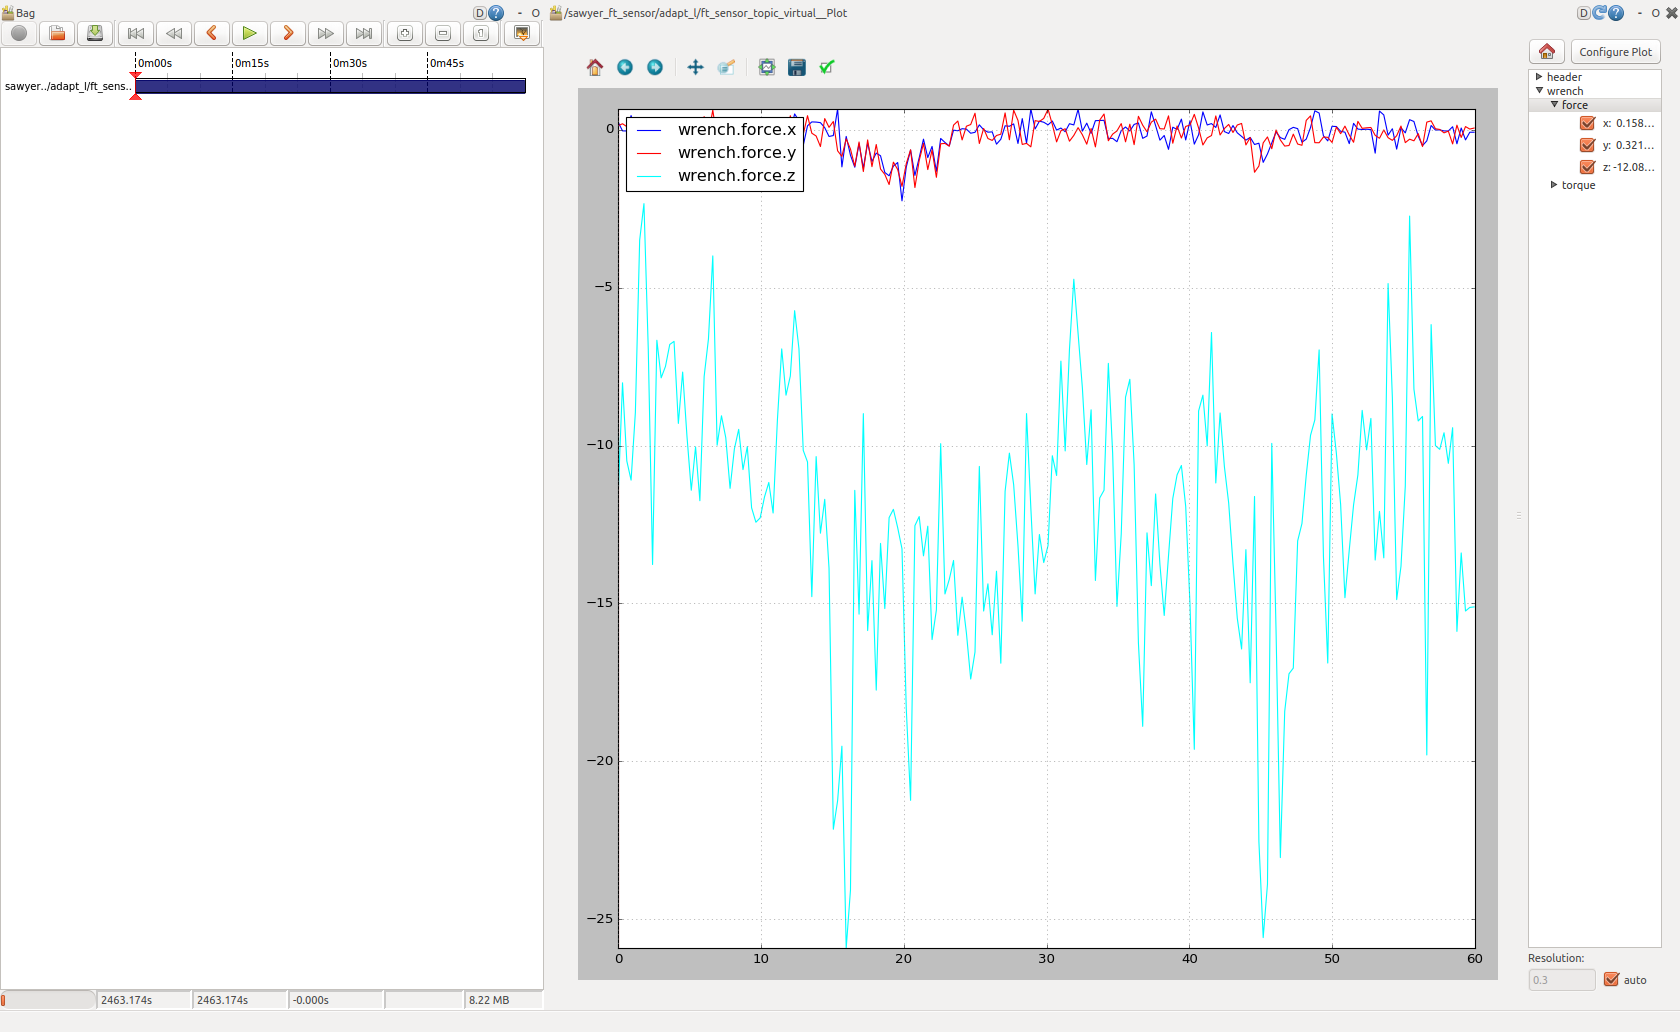 Bag
D
?
-
O
0m00s
0m15s
0m30s
0m45s
sawyer../adapt_l/ft_sens..
2463.174s
2463.174s
-0.000s
8.22 MB
/sawyer_ft_sensor/adapt_l/ft_sensor_topic_virtual__Plot
D
?
-
O
wrench.force.x
wrench.force.y
wrench.force.z
0
−5
−10
−15
−20
−25
0
10
20
30
40
50
60
Configure Plot
header
wrench
force
x: 0.158...
y: 0.321...
z: -12.08...
torque
Resolution:
0.3
auto